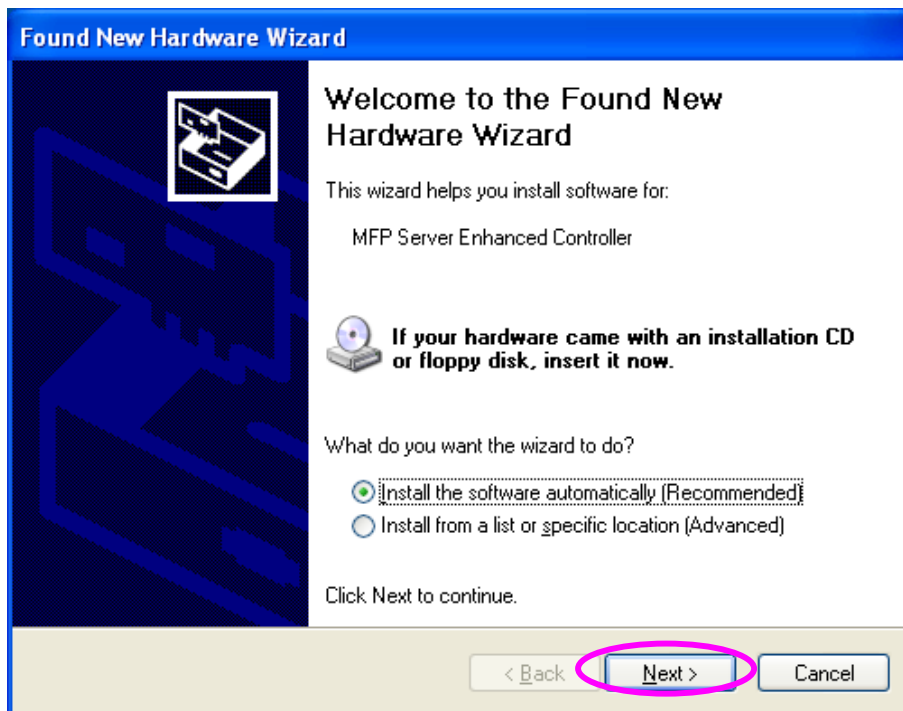 Found New Hardware Wizard
Welcome to the Found New
Hardware Wizard
This wizard helps you install software for:
MFP Server Enhanced Controller
If your hardware came with an installation CD
or floppy disk, insert it now.
What do you want the wizard to do?
Install the software automatically (Recommended)
Install from a list or specific location (Advanced)
Click Next to continue.
< Back Next > Cancel